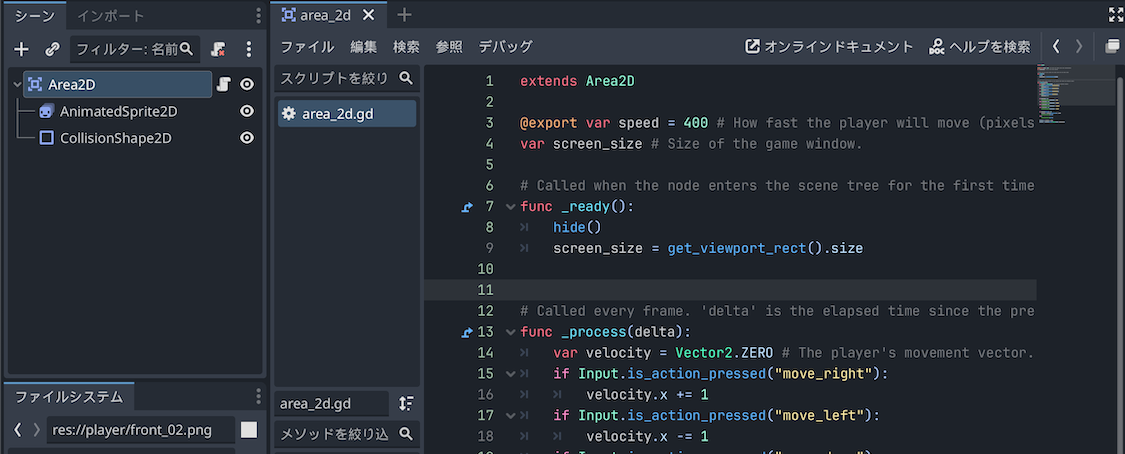 シーン インポート
フィルター: 名前
Area2D
AnimatedSprite2D
CollisionShape2D
ファイルシステム
res://player/front_02.png
area_2d
ファイル 編集 検索 参照 デバッグ オンラインドキュメント ヘルプを検索
スクリプトを絞り
area_2d.gd
area_2d.gd
メソッドを絞り込
1 extends Area2D
2
3 @export var speed = 400 # How fast the player will move (pixels
4 var screen_size # Size of the game window.
5
6 # Called when the node enters the scene tree for the first time
7 func _ready():
8 hide()
9 screen_size = get_viewport_rect().size
10
11
12 # Called every frame. 'delta' is the elapsed time since the pre
13 func _process(delta):
14 var velocity = Vector2.ZERO # The player's movement vector.
15 if Input.is_action_pressed("move_right"):
16 velocity.x += 1
17 if Input.is_action_pressed("move_left"):
18 velocity.x -= 1